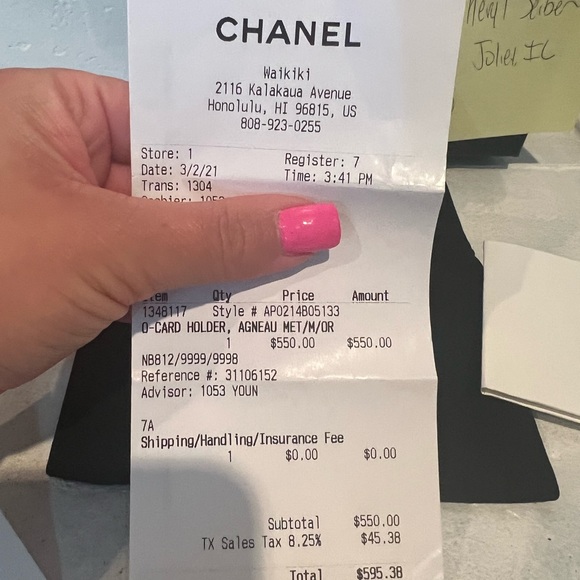 CHANEL
Waikiki
2116 Kalakaua Avenue
Honolulu, HI 96815, US
808-923-0255
Store: 1 Register: 7
Date: 3/2/21 Time: 3:41 PM
Trans: 1304
Qty Price Amount
1348117 Style # AP0214B05133
O-CARD HOLDER, AGNEAU MET/M/OR
1 $550.00 $550.00
NB812/9999/9998
Reference #: 31106152
Advisor: 1053 YOUN
7A
Shipping/Handling/Insurance Fee
1 $0.00 $0.00
Subtotal $550.00
TX Sales Tax 8.25% $45.38
Total $595.38
Joliet IL